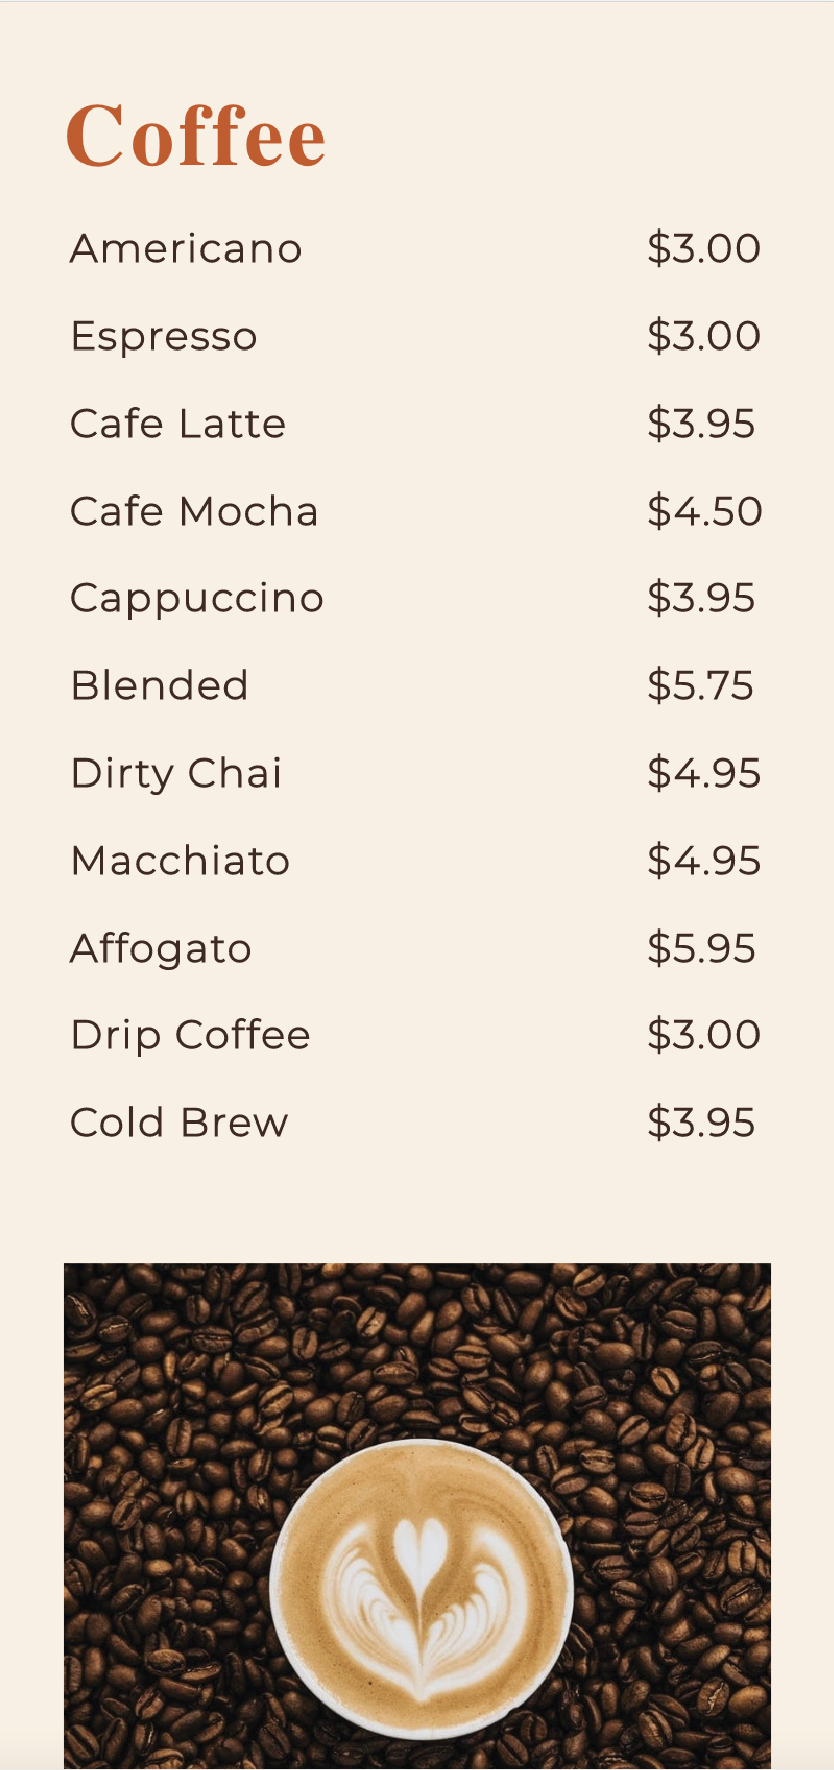 Coffee
Americano $3.00
Espresso $3.00
Cafe Latte $3.95
Cafe Mocha $4.50
Cappuccino $3.95
Blended $5.75
Dirty Chai $4.95
Macchiato $4.95
Affogato $5.95
Drip Coffee $3.00
Cold Brew $3.95